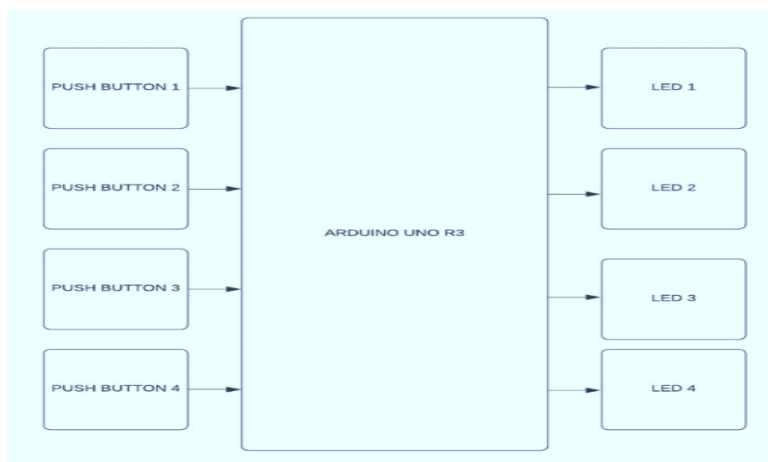 PUSH BUTTON 1
PUSH BUTTON 2
PUSH BUTTON 3
PUSH BUTTON 4
ARDUINO UNO R3
LED 1
LED 2
LED 3
LED 4